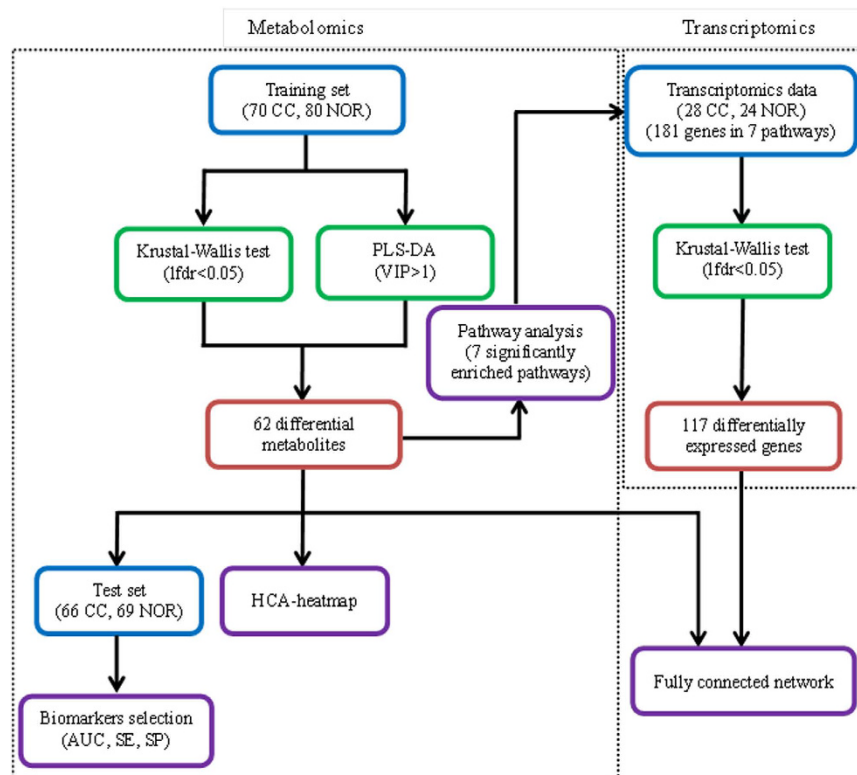 Metabolomics
Transcriptomics
Training set
(70 CC, 80 NOR)
Transcriptomics data
(28 CC, 24 NOR)
(181 genes in 7 pathways)
Krustal-Wallis test
(lfdr<0.05)
PLS-DA
(VIP>1)
Krustal-Wallis test
(lfdr<0.05)
Pathway analysis
(7 significantly
enriched pathways)
62 differential
metabolites
117 differentially
expressed genes
Test set
(66 CC, 69 NOR)
HCA-heatmap
Fully connected network
Biomarkers selection
(AUC, SE, SP)